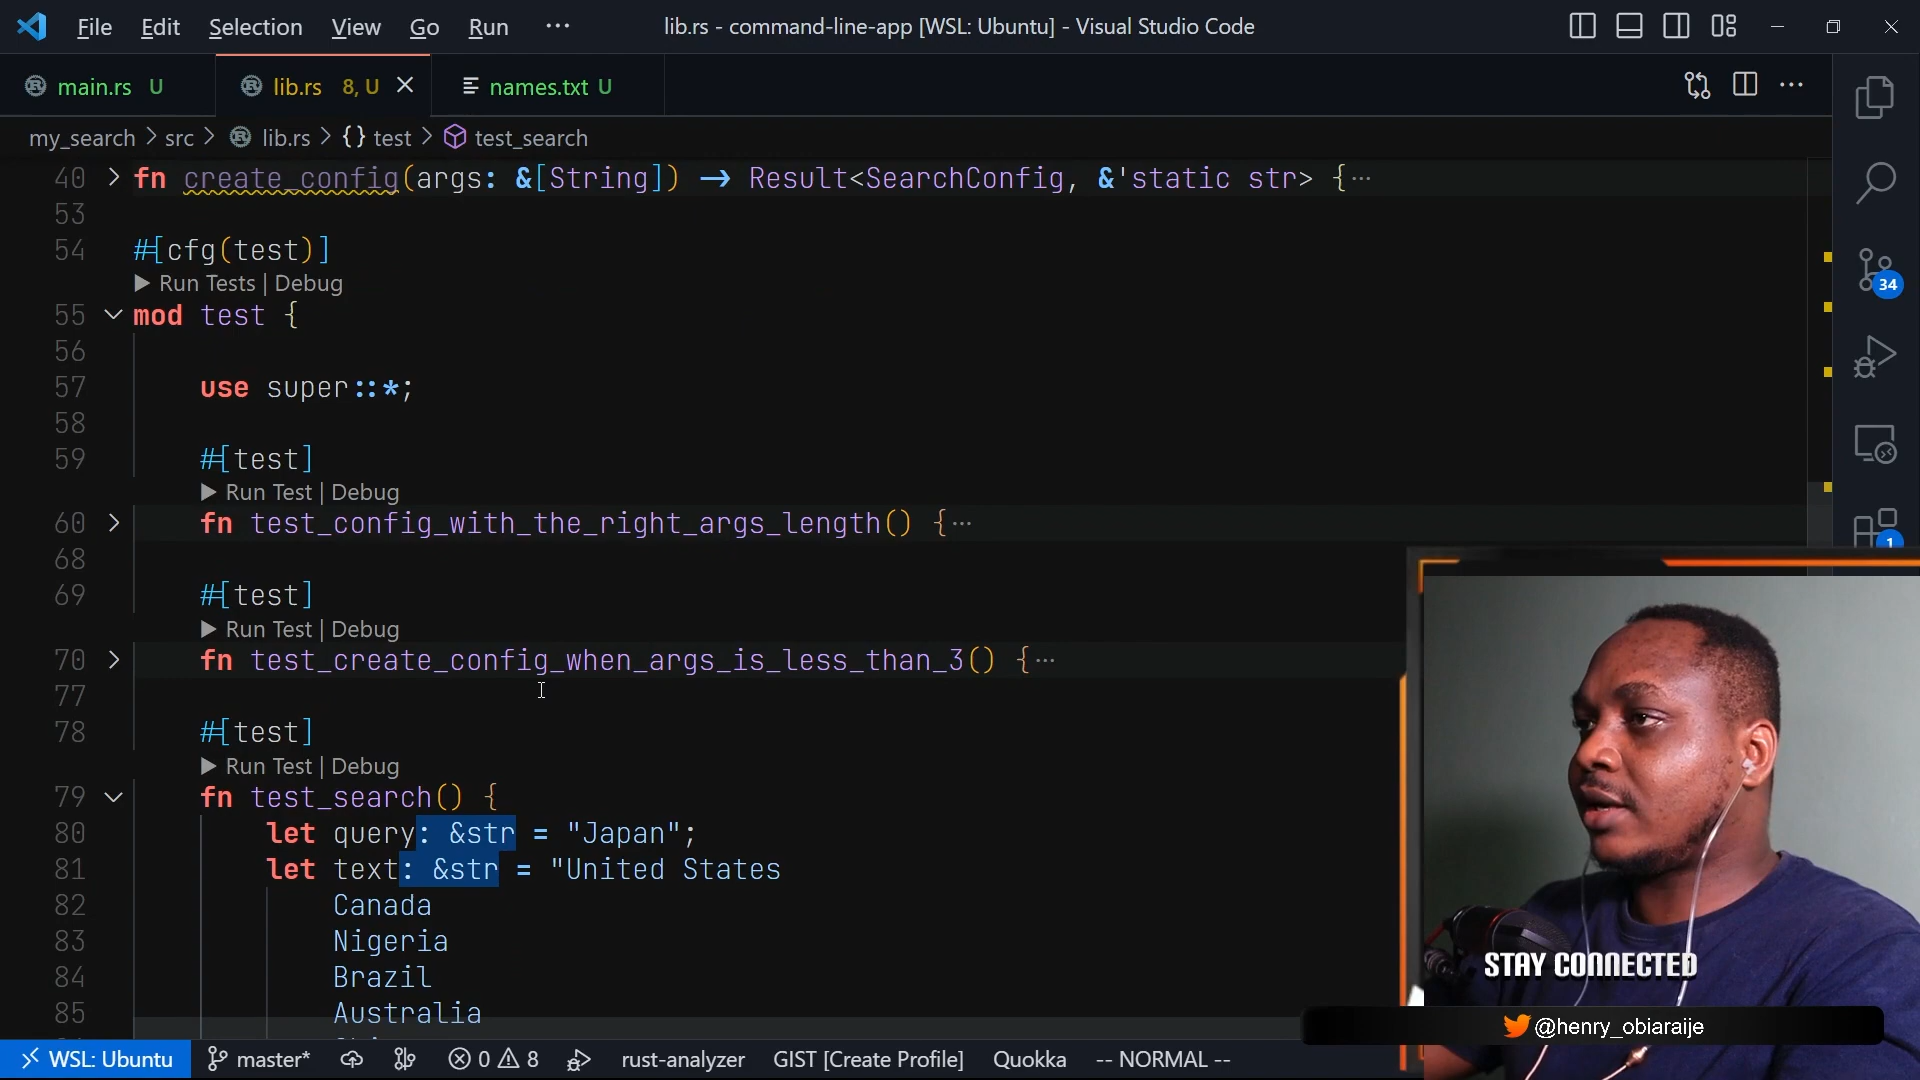 File Edit Selection View Go Run ··· lib.rs - command-line-app [WSL: Ubuntu] - Visual Studio Code
main.rs U lib.rs 8, U names.txt U
my_search > src > lib.rs > {} test > test_search
40 fn create_config(args: &[String]) -> Result<SearchConfig, &'static str> {···
53
54 #[cfg(test)]
Run Tests | Debug
55 mod test {
56
57 use super::*;
58
59 #[test]
Run Test | Debug
60 fn test_config_with_the_right_args_length() {···
68
69 #[test]
Run Test | Debug
70 fn test_create_config_when_args_is_less_than_3() {···
77
78 #[test]
Run Test | Debug
79 fn test_search() {
80 let query: &str = "Japan";
81 let text: &str = "United States
82 Canada
83 Nigeria
84 Brazil
85 Australia
34
1
STAY CONNECTED
@henry_obiaraije
WSL: Ubuntu master* 0 8 rust-analyzer GIST [Create Profile] Quokka -- NORMAL --